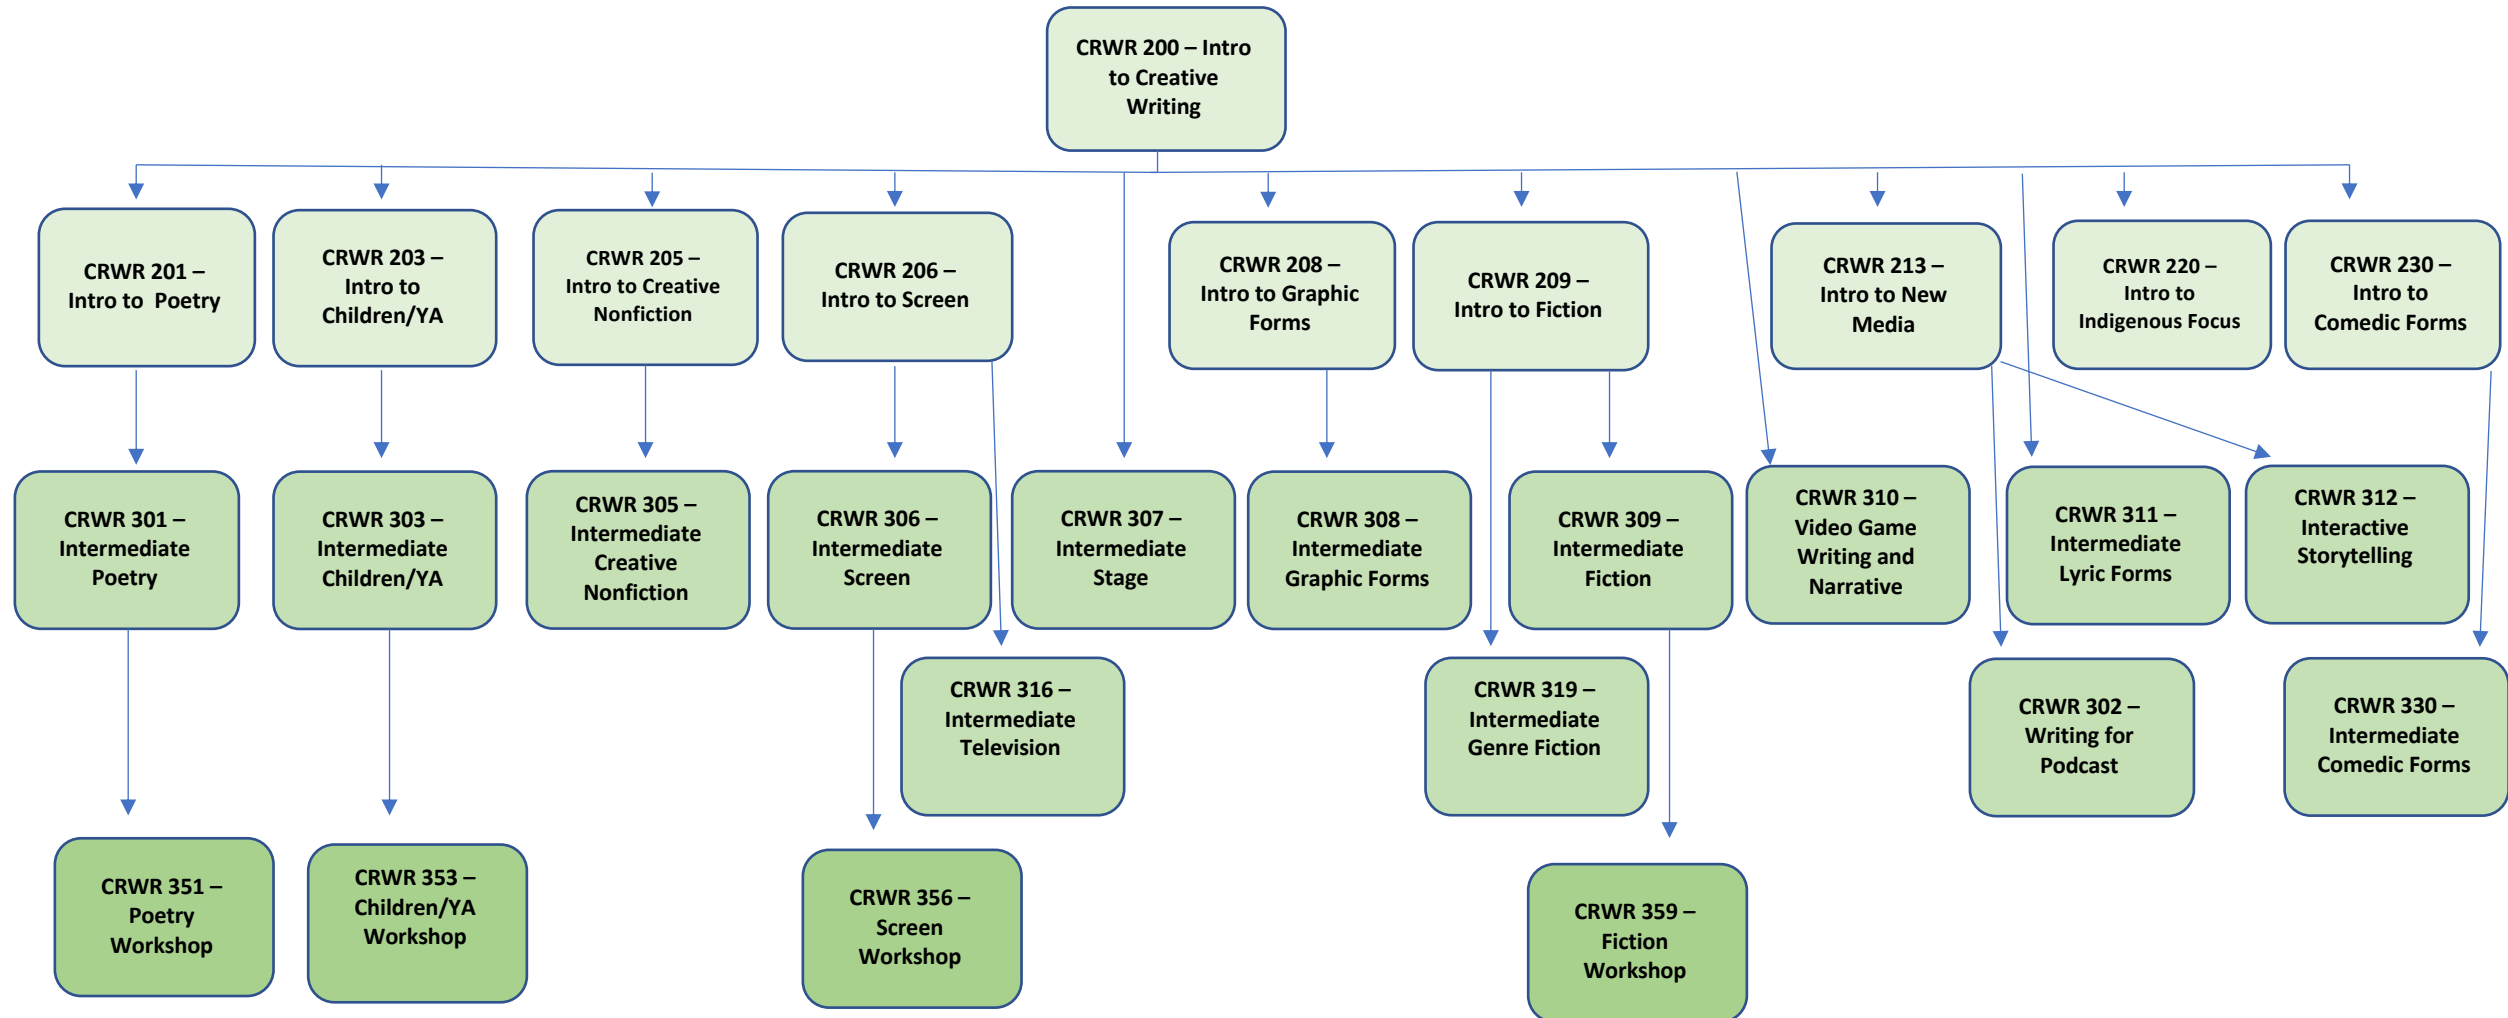 CRWR 200 – Intro
to Creative
Writing
CRWR 201 –
Intro to  Poetry
CRWR 203 –
Intro to
Children/YA
CRWR 205 –
Intro to Creative
Nonfiction
CRWR 206 –
Intro to Screen
CRWR 208 –
Intro to Graphic
Forms
CRWR 209 –
Intro to Fiction
CRWR 213 –
Intro to New
Media
CRWR 220 –
Intro to
Indigenous Focus
CRWR 230 –
Intro to
Comedic Forms
CRWR 301 –
Intermediate
Poetry
CRWR 303 –
Intermediate
Children/YA
CRWR 305 –
Intermediate
Creative
Nonfiction
CRWR 306 –
Intermediate
Screen
CRWR 307 –
Intermediate
Stage
CRWR 308 –
Intermediate
Graphic Forms
CRWR 309 –
Intermediate
Fiction
CRWR 310 –
Video Game
Writing and
Narrative
CRWR 311 –
Intermediate
Lyric Forms
CRWR 312 –
Interactive
Storytelling
CRWR 316 –
Intermediate
Television
CRWR 319 –
Intermediate
Genre Fiction
CRWR 302 –
Writing for
Podcast
CRWR 330 –
Intermediate
Comedic Forms
CRWR 351 –
Poetry
Workshop
CRWR 353 –
Children/YA
Workshop
CRWR 356 –
Screen
Workshop
CRWR 359 –
Fiction
Workshop